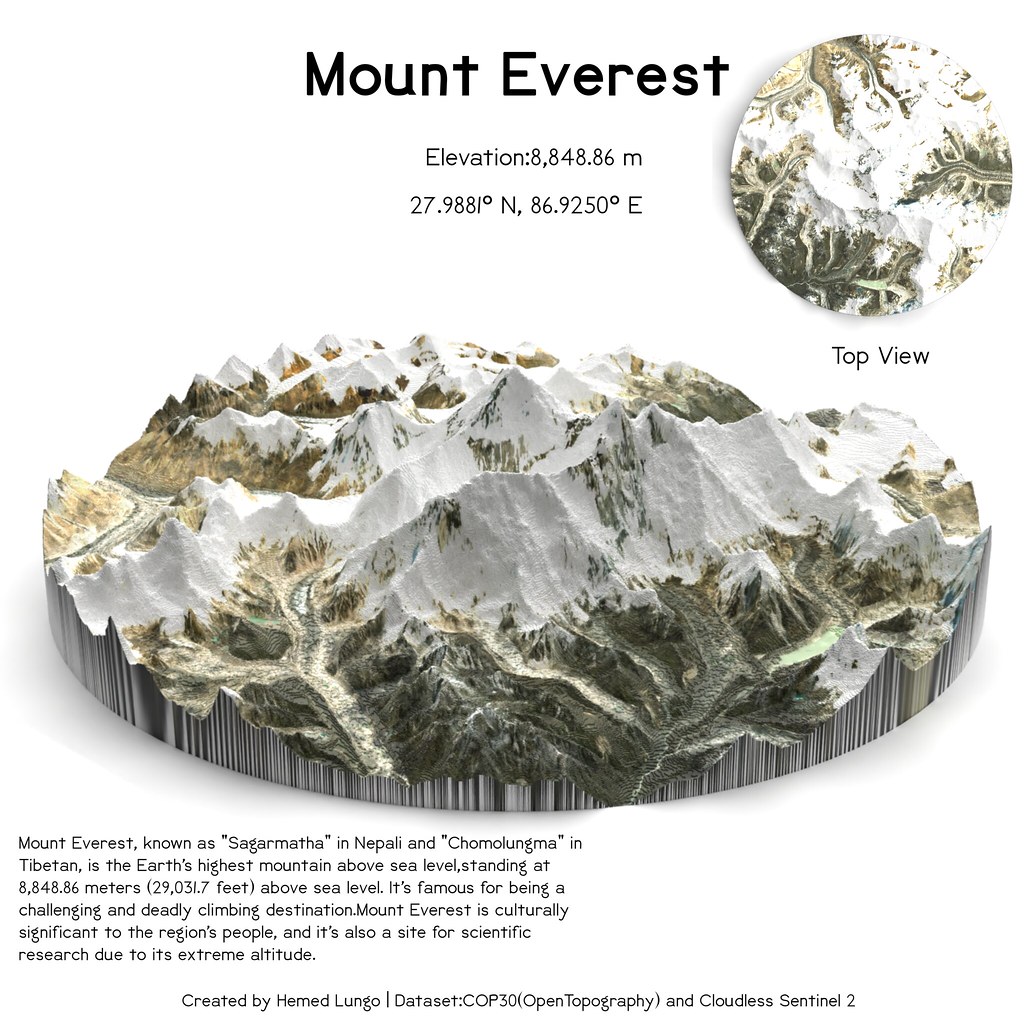 Mount Everest
Elevation:8,848.86 m
27.9881° N, 86.9250° E
Top View
Mount Everest, known as "Sagarmatha" in Nepali and "Chomolungma" in
Tibetan, is the Earth's highest mountain above sea level,standing at
8,848.86 meters (29,031.7 feet) above sea level. It's famous for being a
challenging and deadly climbing destination.Mount Everest is culturally
significant to the region's people, and it's also a site for scientific
research due to its extreme altitude.
Created by Hemed Lungo | Dataset:COP30(OpenTopography) and Cloudless Sentinel 2